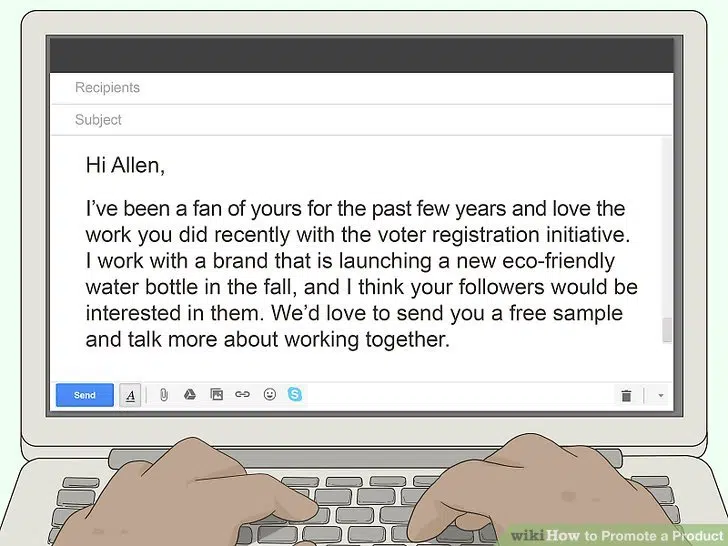 Recipients
Subject
Hi Allen,
I've been a fan of yours for the past few years and love the
work you did recently with the voter registration initiative.
I work with a brand that is launching a new eco-friendly
water bottle in the fall, and I think your followers would be
interested in them. We'd love to send you a free sample
and talk more about working together.
Send A
wikiHow to Promote a Product